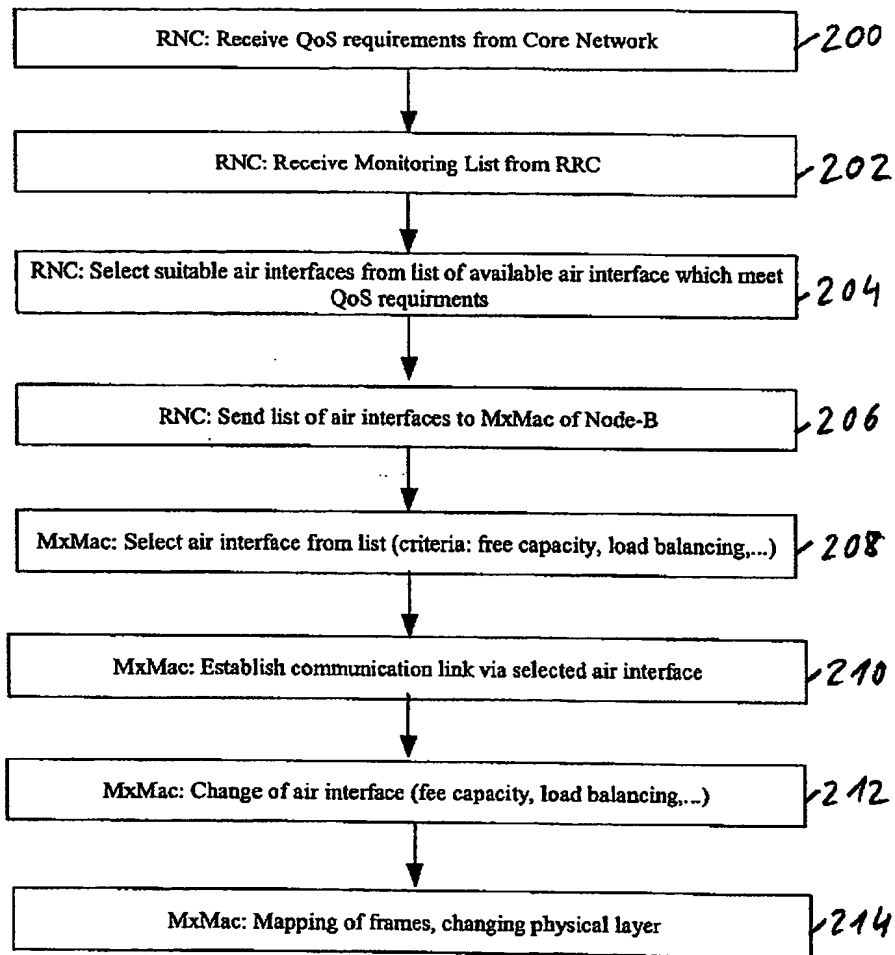 RNC: Receive QoS requirements from Core Network 200
RNC: Receive Monitoring List from RRC 202
RNC: Select suitable air interfaces from list of available air interface which meet
QoS requirments 204
RNC: Send list of air interfaces to MxMac of Node-B 206
MxMac: Select air interface from list (criteria: free capacity, load balancing,...) 208
MxMac: Establish communication link via selected air interface 210
MxMac: Change of air interface (fee capacity, load balancing,...) 212
MxMac: Mapping of frames, changing physical layer 214